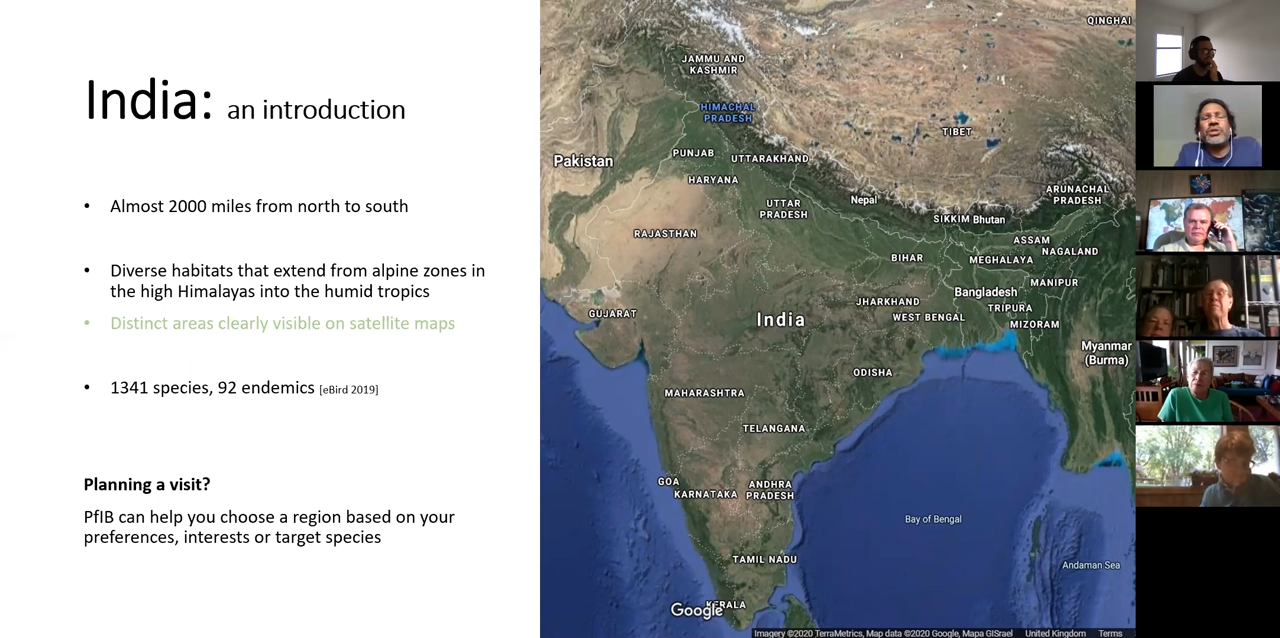 India: an introduction
• Almost 2000 miles from north to south
• Diverse habitats that extend from alpine zones in
the high Himalayas into the humid tropics
• Distinct areas clearly visible on satellite maps
• 1341 species, 92 endemics [eBird 2019]
Planning a visit?
PfIB can help you choose a region based on your
preferences, interests or target species
QINGHAI
JAMMU AND
KASHMIR
HIMACHAL
PRADESH
TIBET
Pakistan
PUNJAB
UTTARAKHAND
HARYANA
ARUNACHAL
PRADESH
UTTAR
PRADESH
Nepal
SIKKIM
Bhutan
RAJASTHAN
ASSAM
NAGALAND
BIHAR
MEGHALAYA
MANIPUR
Bangladesh
JHARKHAND
TRIPURA
GUJARAT
India
WEST BENGAL
MIZORAM
Myanmar
(Burma)
ODISHA
MAHARASHTRA
TELANGANA
GOA
KARNATAKA
ANDHRA
PRADESH
Bay of Bengal
TAMIL NADU
Andaman Sea
KERALA
Google
Imagery ©2020 TerraMetrics, Map data ©2020 Google, Mapa GISrael United Kingdom Terms